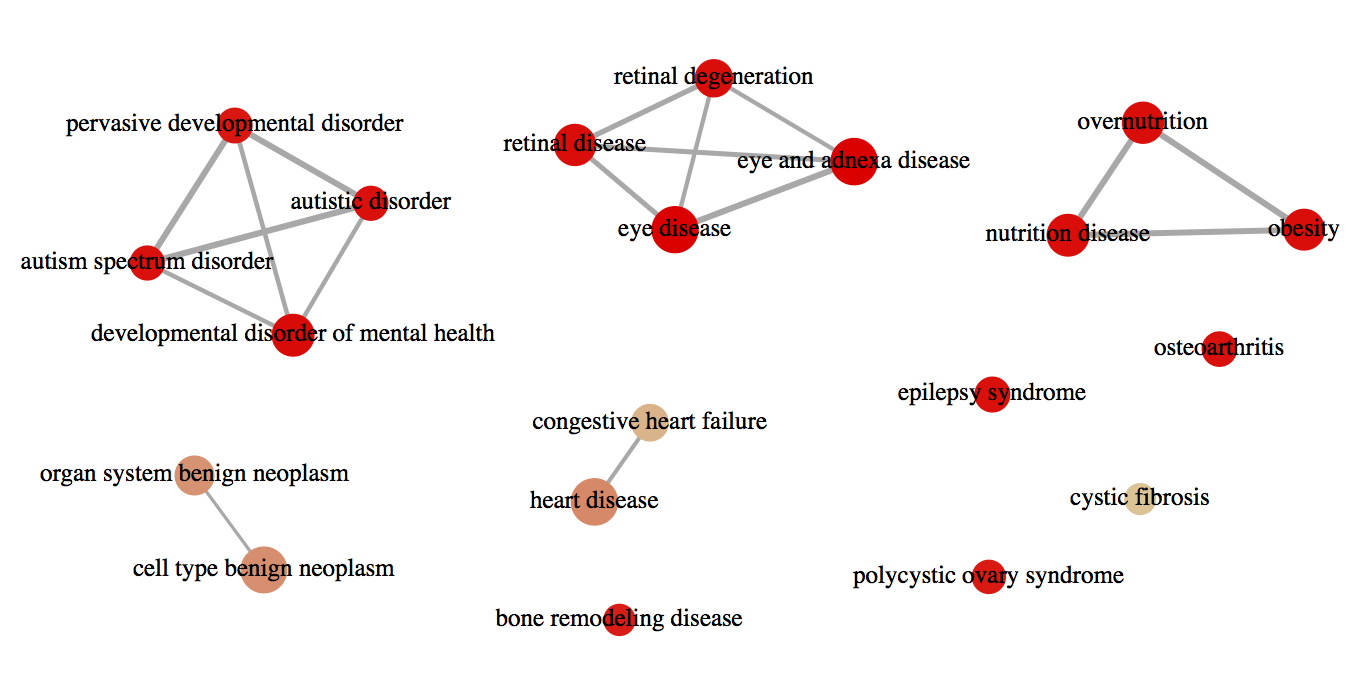 retinal degeneration
pervasive developmental disorder
overnutrition
retinal disease
eye and adnexa disease
autistic disorder
eye disease
nutrition disease
obesity
autism spectrum disorder
developmental disorder of mental health
osteoarthritis
epilepsy syndrome
congestive heart failure
organ system benign neoplasm
heart disease
cystic fibrosis
cell type benign neoplasm
polycystic ovary syndrome
bone remodeling disease